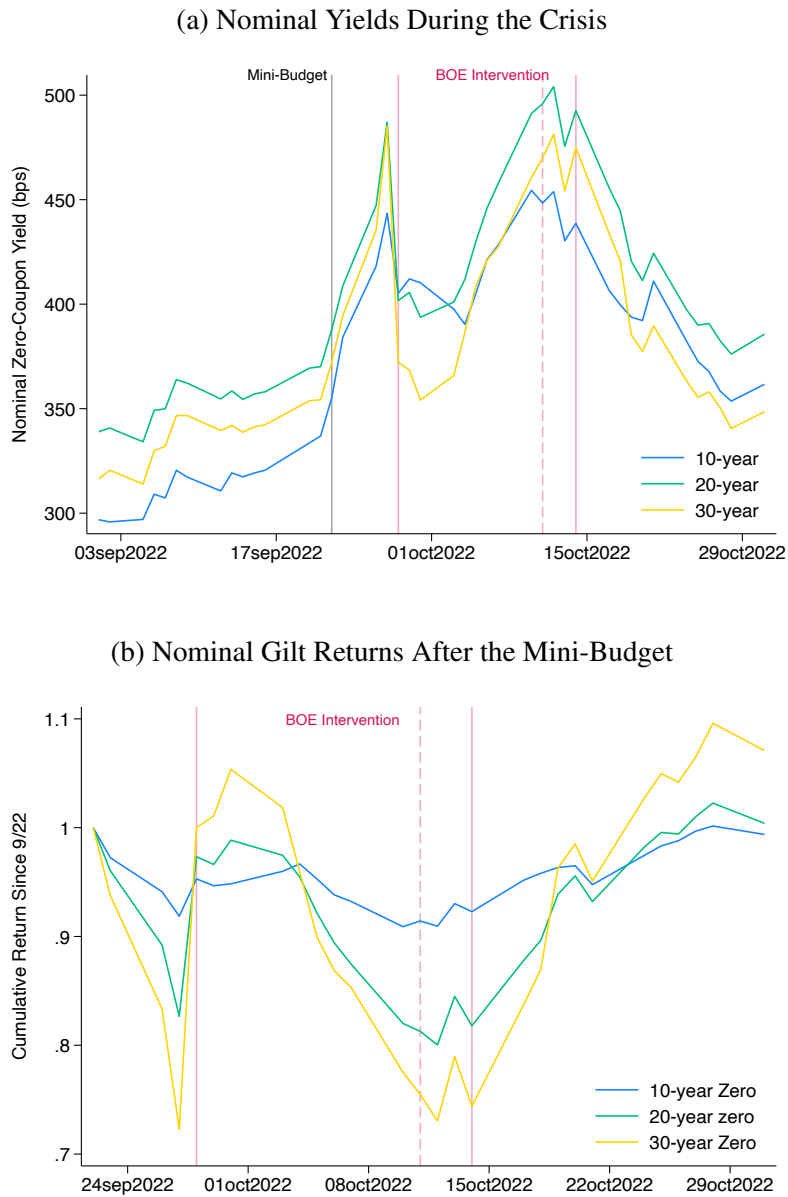 (a) Nominal Yields During the Crisis
Mini-Budget
BOE Intervention
Nominal Zero-Coupon Yield (bps)
500
450
400
350
300
10-year
20-year
30-year
03sep2022
17sep2022
01oct2022
15oct2022
29oct2022
(b) Nominal Gilt Returns After the Mini-Budget
BOE Intervention
Cumulative Return Since 9/22
1.1
1
.9
.8
.7
10-year Zero
20-year zero
30-year Zero
24sep2022
01oct2022
08oct2022
15oct2022
22oct2022
29oct2022